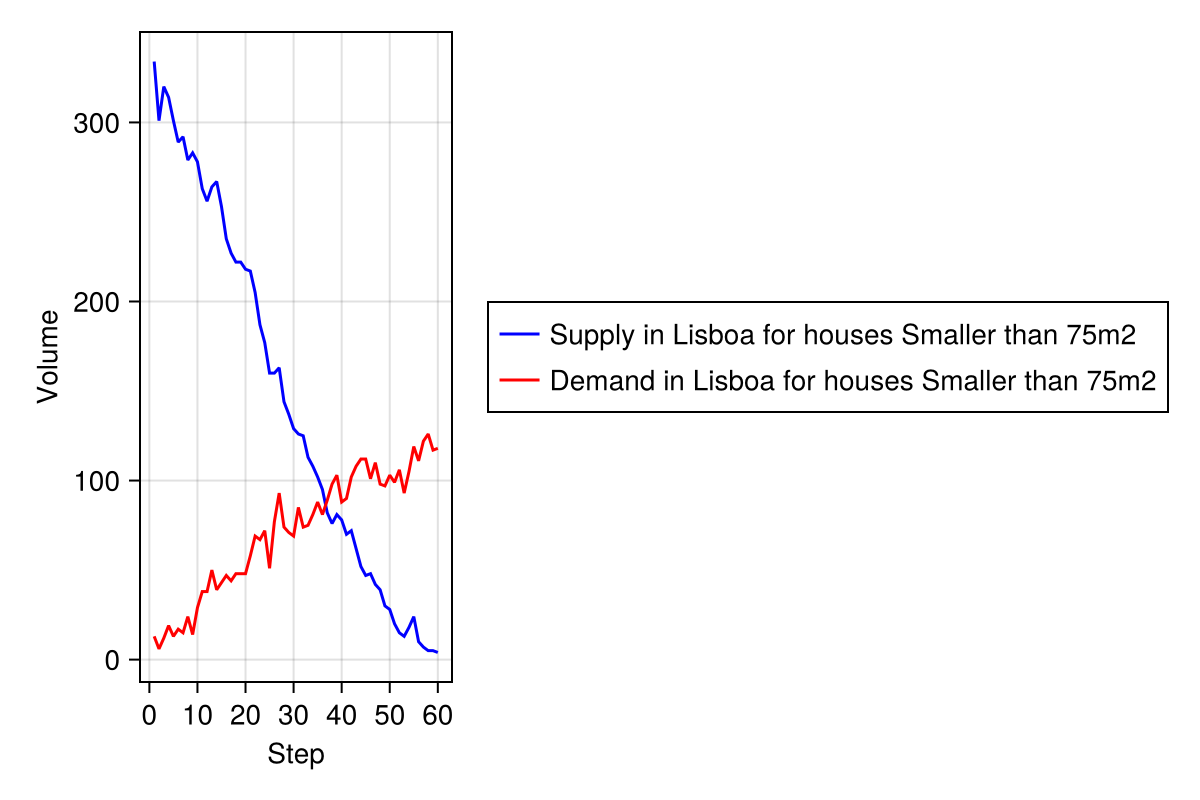 Volume
300
200
100
0
0 10 20 30 40 50 60
Step
Supply in Lisboa for houses Smaller than 75m2
Demand in Lisboa for houses Smaller than 75m2